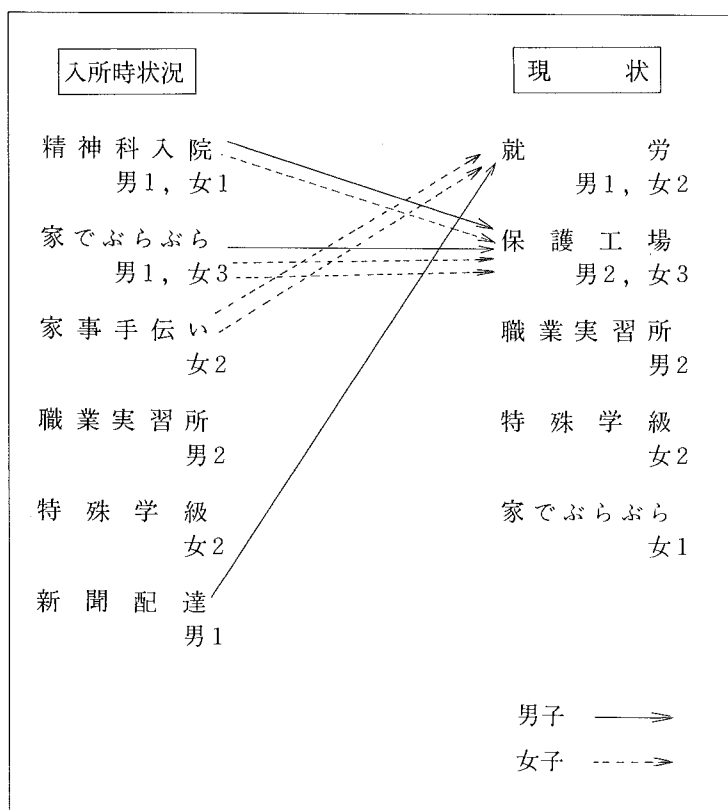 入所時状況
精神科入院
男1，女1
家でぶらぶら
男1，女3
家事手伝い
女2
職業実習所
男2
特殊学級
女2
新聞配達
男1
現状
就労
男1，女2
保護工場
男2，女3
職業実習所
男2
特殊学級
女2
家でぶらぶら
女1
男子
女子